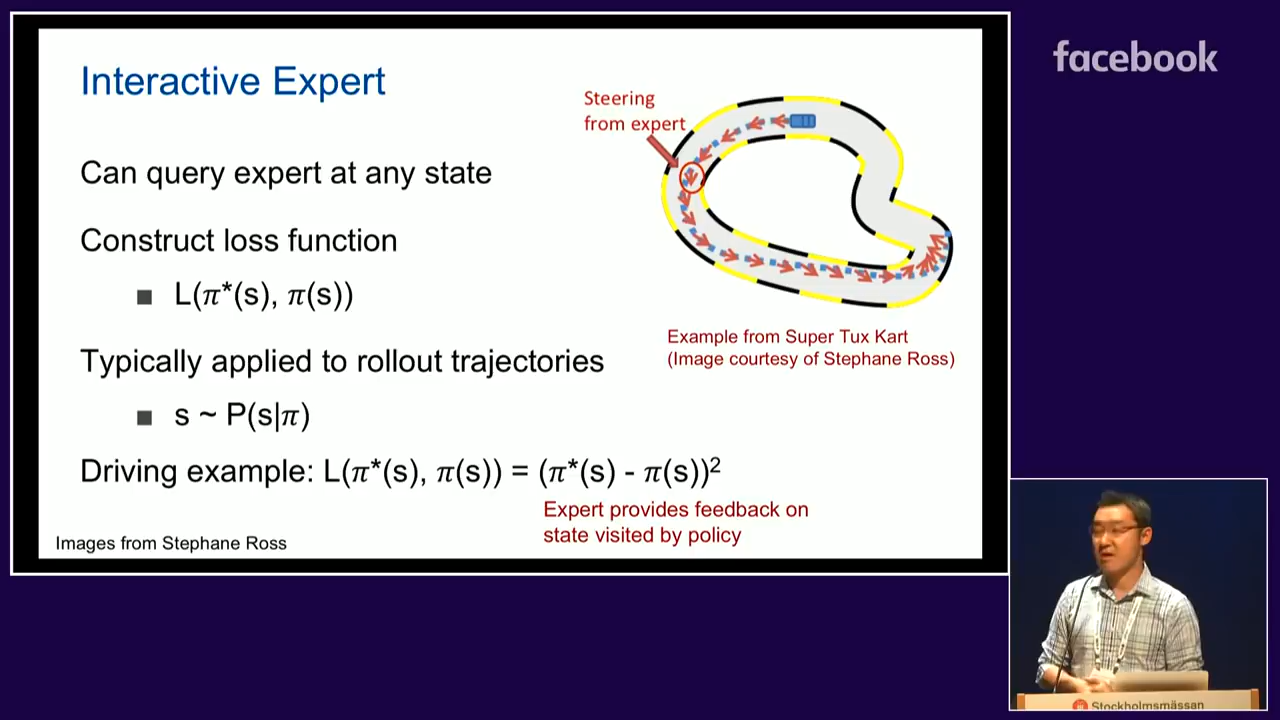 Interactive Expert
Steering
from expert
Can query expert at any state
Construct loss function
L(π*(s), π(s))
Example from Super Tux Kart
(Image courtesy of Stephane Ross)
Typically applied to rollout trajectories
s ~ P(s|π)
Driving example: L(π*(s), π(s)) = (π*(s) - π(s))²
Expert provides feedback on
state visited by policy
Images from Stephane Ross
facebook
Stockholmsmässan